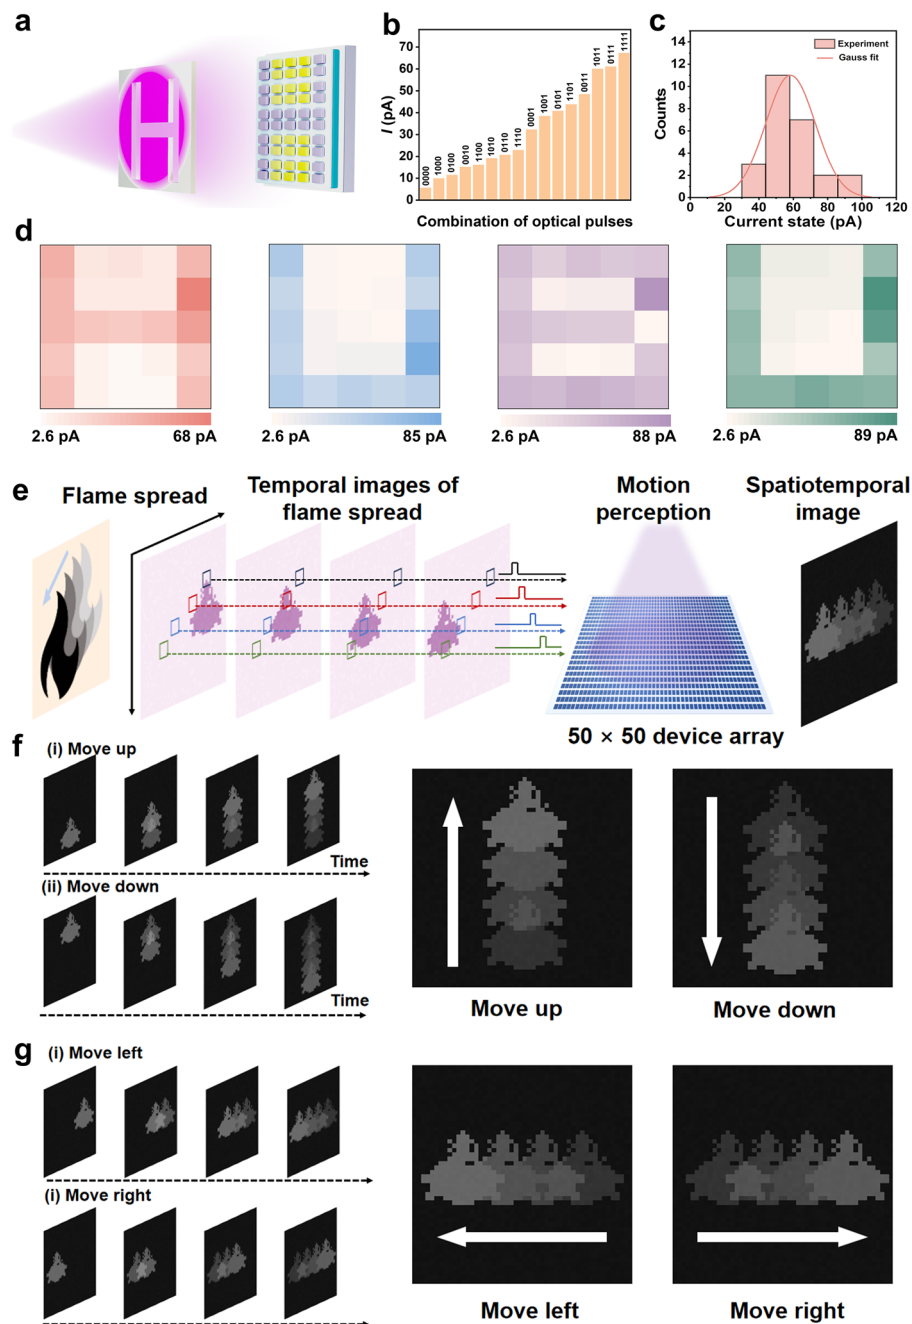 a
b
I (pA)
70
60
50
40
30
20
10
0
0000
1000
0100
0010
1100
1010
0110
1110
0001
1001
0101
1101
0011
1011
0111
1111
Combination of optical pulses
c
Counts
14
12
10
8
6
4
2
0
Experiment
Gauss fit
0 20 40 60 80 100 120
Current state (pA)
d
2.6 pA 68 pA
2.6 pA 85 pA
2.6 pA 88 pA
2.6 pA 89 pA
e
Flame spread
Temporal images of
flame spread
Motion
perception
Spatiotemporal
image
50 × 50 device array
f
(i) Move up
Time
(ii) Move down
Time
Move up
Move down
g
(i) Move left
(i) Move right
Move left
Move right